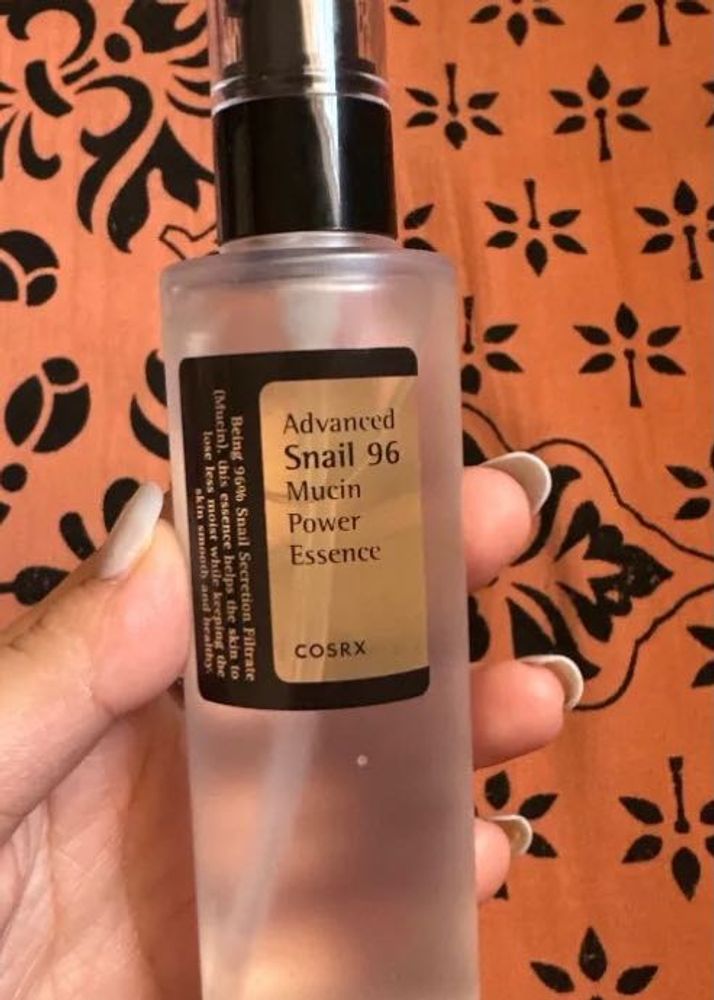 Advanced
Snail 96
Mucin
Power
Essence
COSRX
Being 96% Snail Secretion Filtrate
(Mucin), this essence helps the skin to
lose less moist while keeping the
skin smooth and healthy.